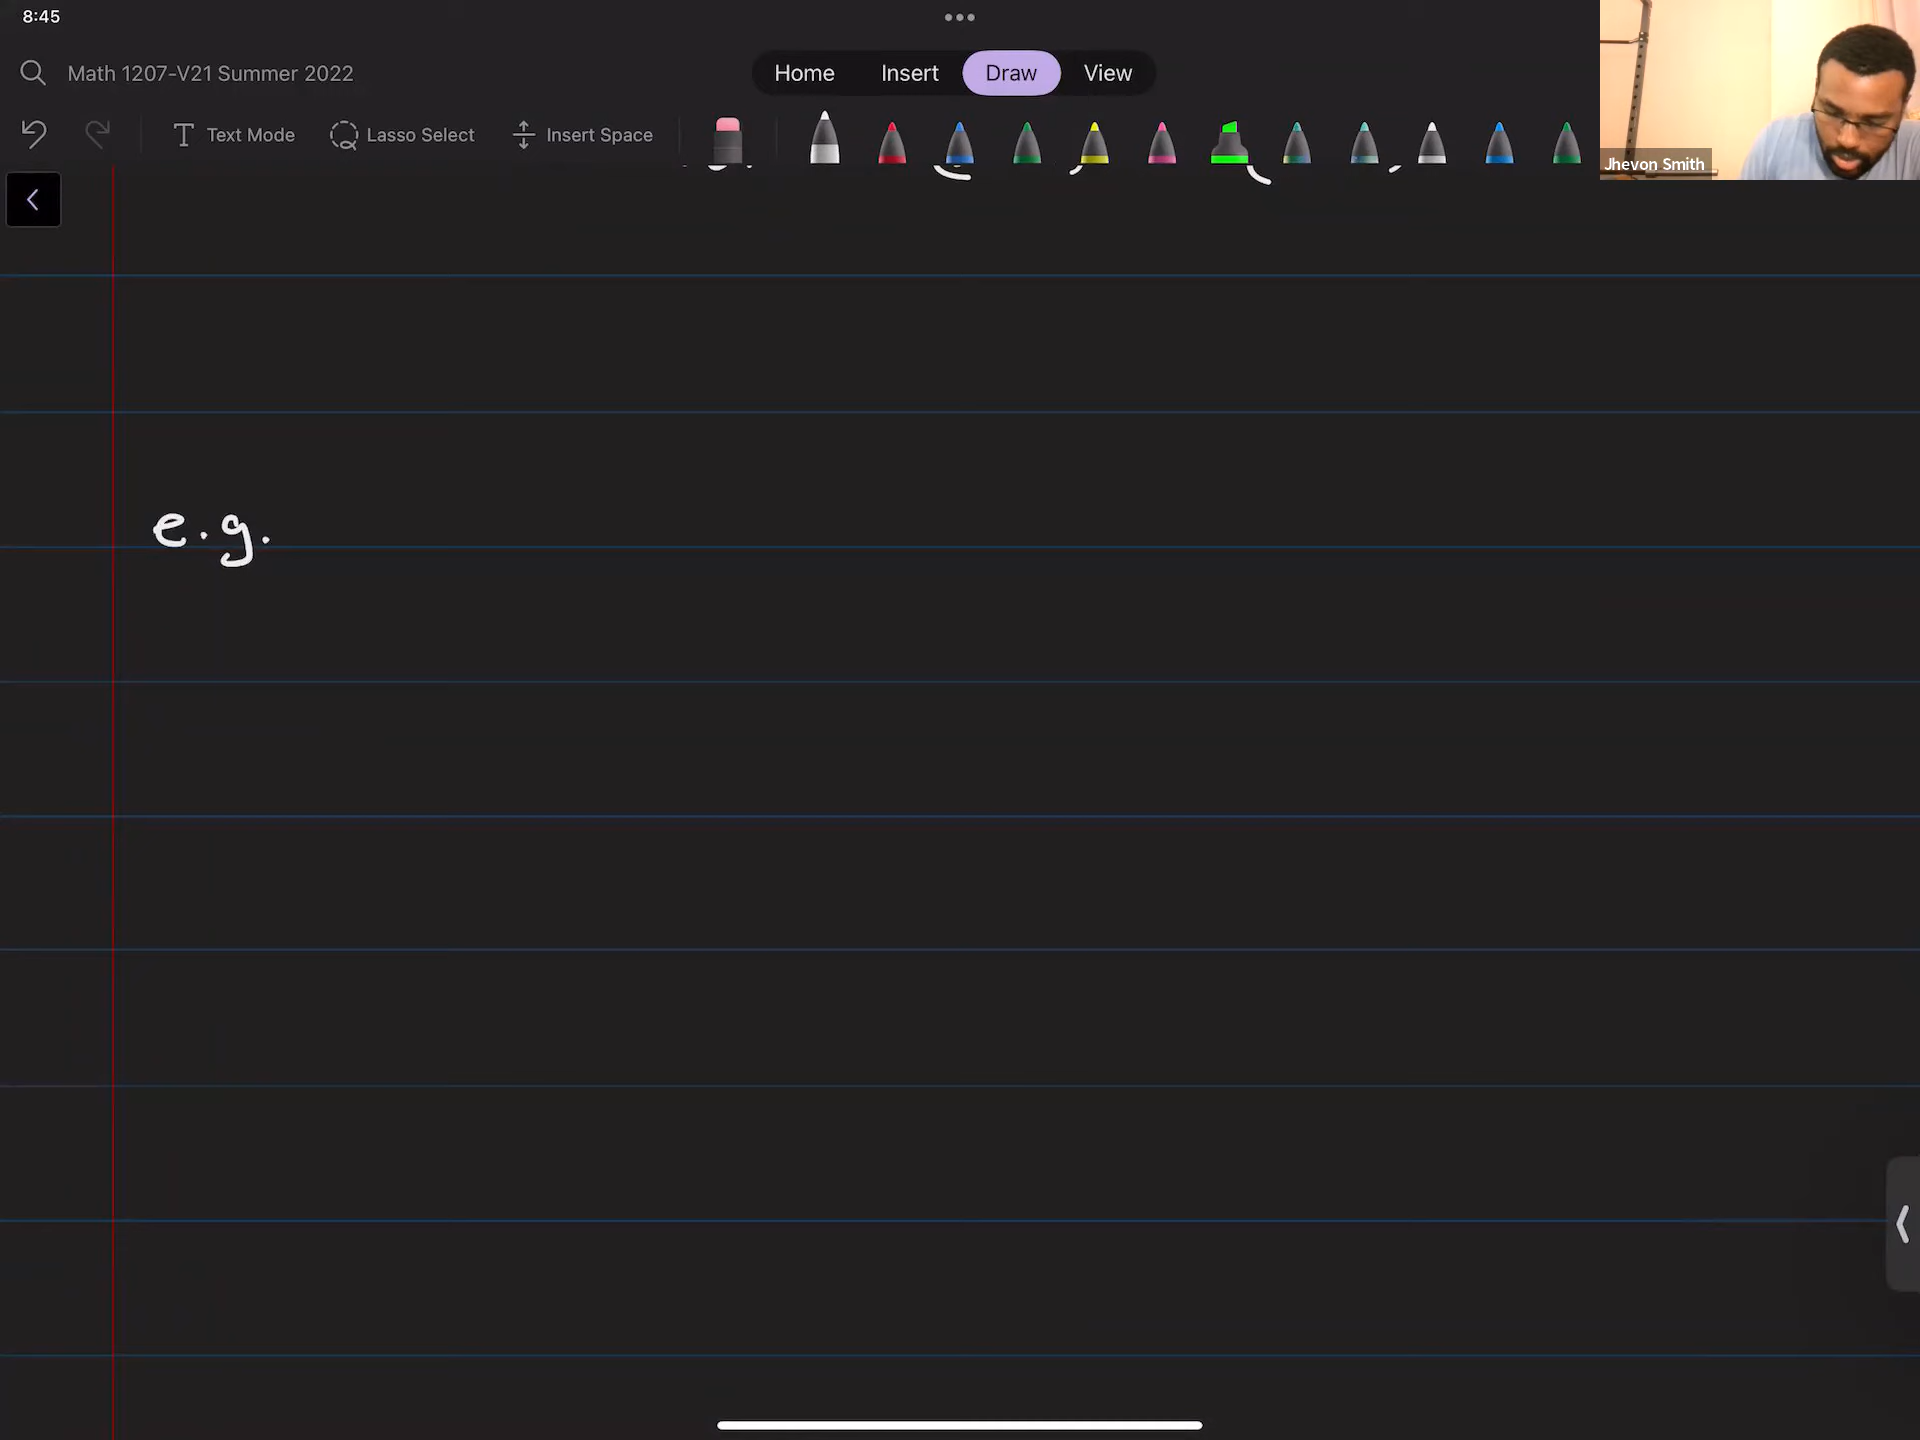 8:45
Math 1207-V21 Summer 2022
Home Insert Draw View
Text Mode Lasso Select Insert Space
Jhevon Smith
e.g.